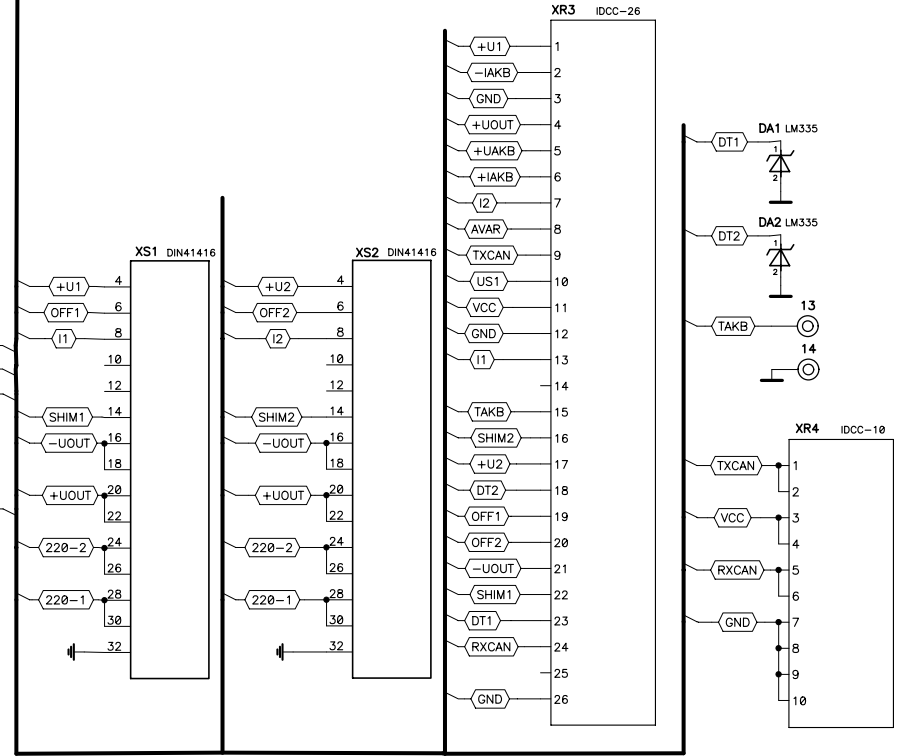 XS1 DIN41416
+U1 4
OFF1 6
I1 8
10
12
SHIM1 14
-UOUT 16
18
+UOUT 20
22
220-2 24
26
220-1 28
30
32
XS2 DIN41416
+U2 4
OFF2 6
I2 8
10
12
SHIM2 14
-UOUT 16
18
+UOUT 20
22
220-2 24
26
220-1 28
30
32
XR3 IDCC-26
+U1 1
-IAKB 2
GND 3
+UOUT 4
+UAKB 5
+IAKB 6
I2 7
AVAR 8
TXCAN 9
US1 10
VCC 11
GND 12
I1 13
14
TAKB 15
SHIM2 16
+U2 17
DT2 18
OFF1 19
OFF2 20
-UOUT 21
SHIM1 22
DT1 23
RXCAN 24
25
GND 26
DA1 LM335
DT1
1
2
DA2 LM335
DT2
1
2
13
TAKB
14
XR4 IDCC-10
TXCAN 1
2
VCC 3
4
RXCAN 5
6
GND 7
8
9
10